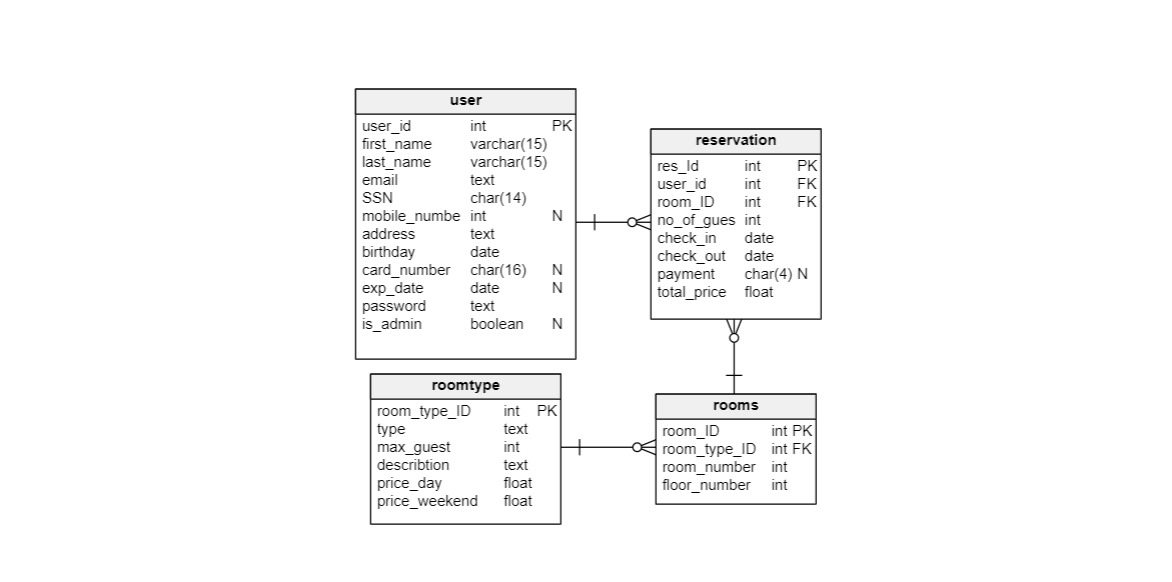 user
user_id int PK
first_name varchar(15)
last_name varchar(15)
email text
SSN char(14)
mobile_numbe int N
address text
birthday date
card_number char(16) N
exp_date date N
password text
is_admin boolean N
reservation
res_Id int PK
user_id int FK
room_ID int FK
no_of_gues int
check_in date
check_out date
payment char(4) N
total_price float
roomtype
room_type_ID int PK
type text
max_guest int
describtion text
price_day float
price_weekend float
rooms
room_ID int PK
room_type_ID int FK
room_number int
floor_number int